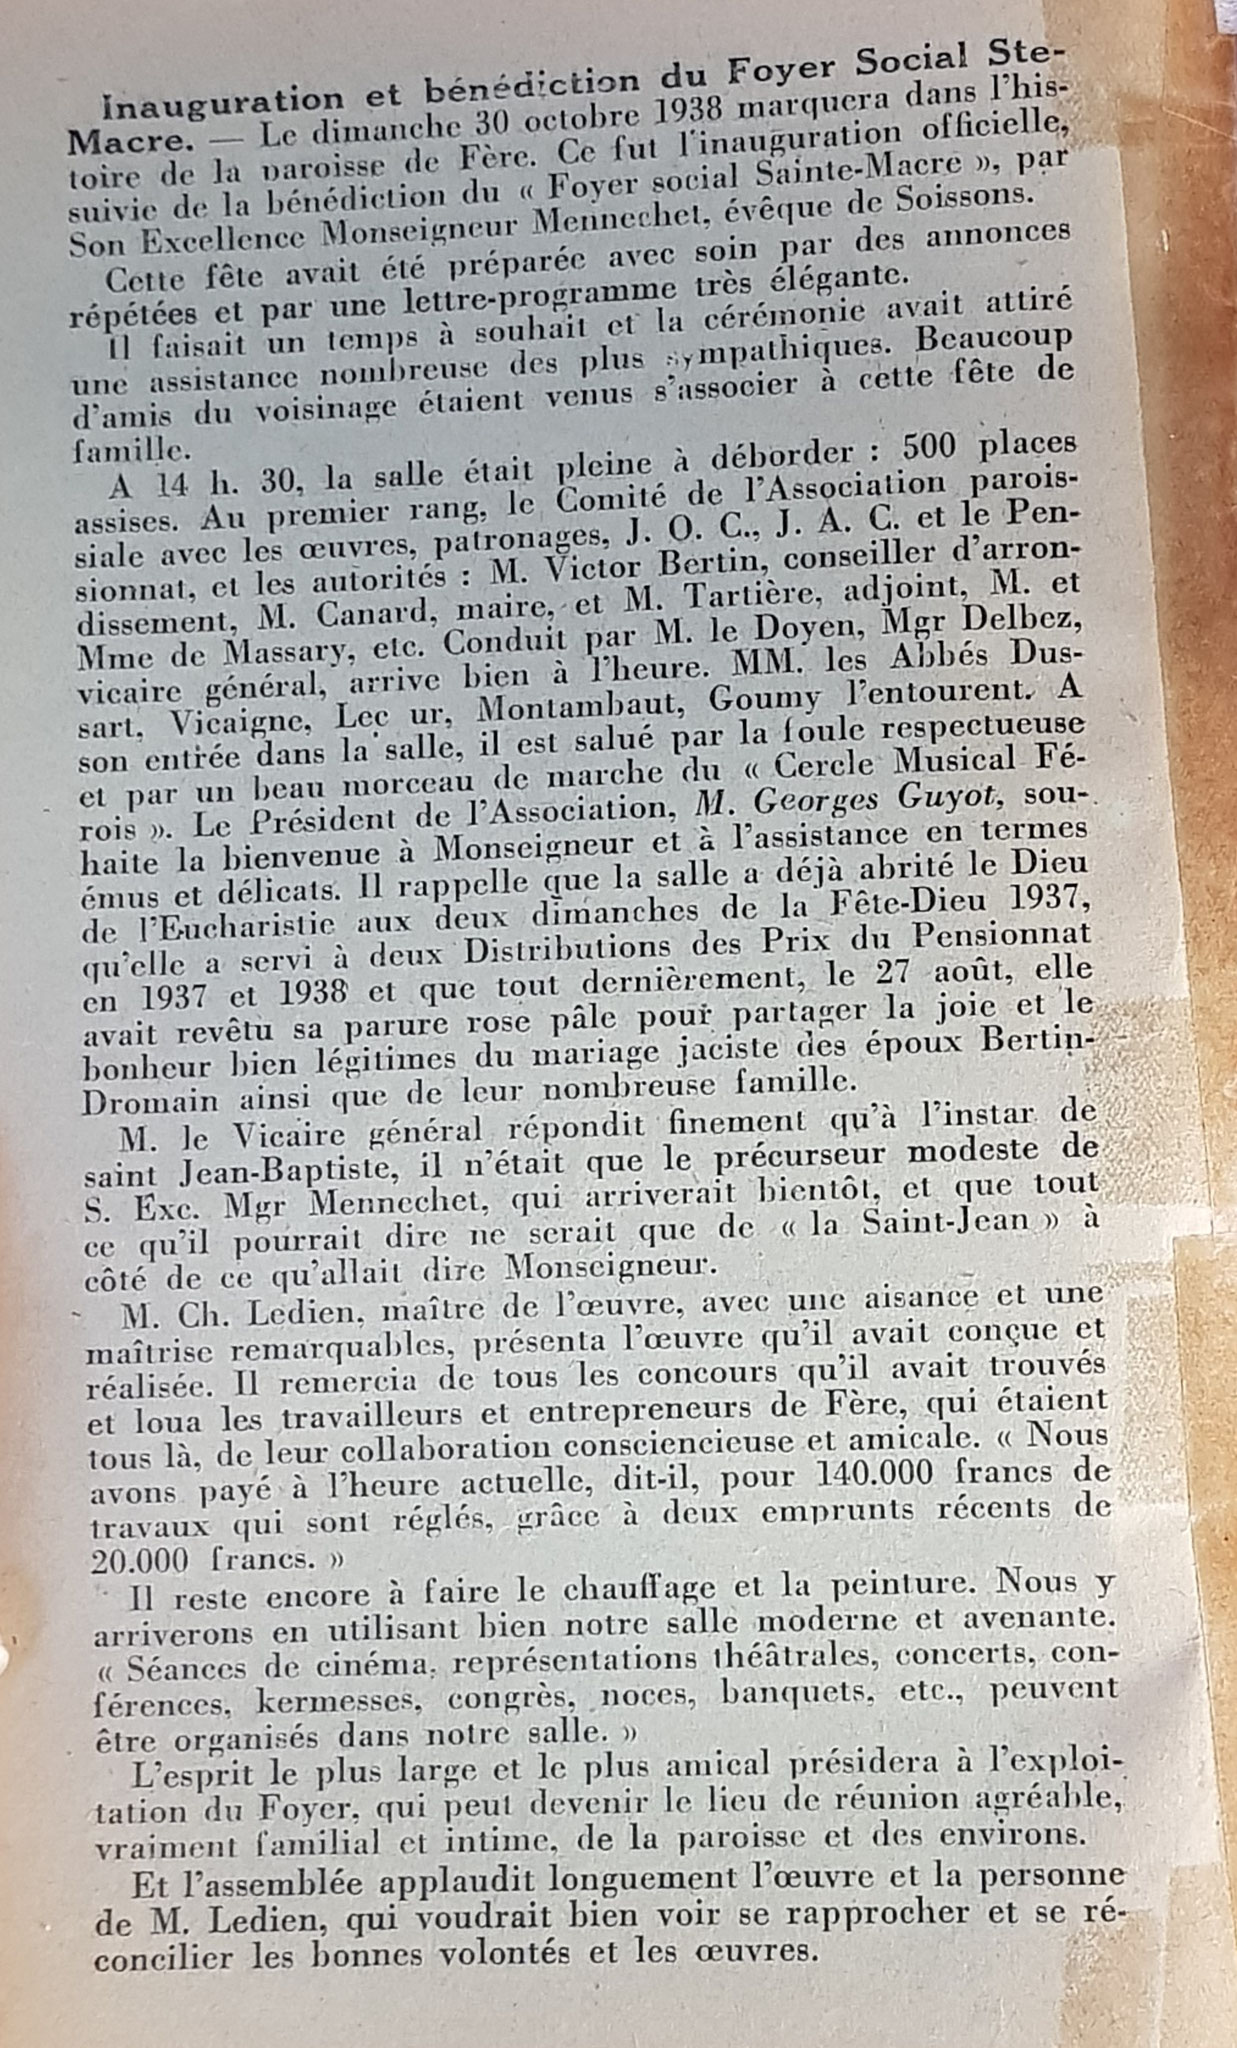 Inauguration et bénédiction du Foyer Social Ste-
Macre. — Le dimanche 30 octobre 1938 marquera dans l'his-
toire de la paroisse de Fère. Ce fut l'inauguration officielle,
suivie de la bénédiction du « Foyer social Sainte-Macre », par
Son Excellence Monseigneur Mennechet, évêque de Soissons.
Cette fête avait été préparée avec soin par des annonces
répétées et par une lettre-programme très élégante.
Il faisait un temps à souhait et la cérémonie avait attiré
une assistance nombreuse des plus sympathiques. Beaucoup
d'amis du voisinage étaient venus s'associer à cette fête de
famille.
A 14 h. 30, la salle était pleine à déborder : 500 places
assises. Au premier rang, le Comité de l'Association parois-
siale avec les œuvres, patronages, J. O. C., J. A. C. et le Pen-
sionnat, et les autorités : M. Victor Bertin, conseiller d'arron-
dissement, M. Canard, maire, et M. Tartière, adjoint, M. et
Mme de Massary, etc. Conduit par M. le Doyen, Mgr Delbez,
vicaire général, arrive bien à l'heure. MM. les Abbés Dus-
sart, Vicaigne, Lec ur, Montambaut, Goumy l'entourent. A
son entrée dans la salle, il est salué par la foule respectueuse
et par un beau morceau de marche du « Cercle Musical Fé-
rois ». Le Président de l'Association, M. Georges Guyot, sou-
haite la bienvenue à Monseigneur et à l'assistance en termes
émus et délicats. Il rappelle que la salle a déjà abrité le Dieu
de l'Eucharistie aux deux dimanches de la Fête-Dieu 1937,
qu'elle a servi à deux Distributions des Prix du Pensionnat
en 1937 et 1938 et que tout dernièrement, le 27 août, elle
avait revêtu sa parure rose pâle pour partager la joie et le
bonheur bien légitimes du mariage jaciste des époux Bertin-
Dromain ainsi que de leur nombreuse famille.
M. le Vicaire général répondit finement qu'à l'instar de
saint Jean-Baptiste, il n'était que le précurseur modeste de
S. Exc. Mgr Mennechet, qui arriverait bientôt, et que tout
ce qu'il pourrait dire ne serait que de « la Saint-Jean » à
côté de ce qu'allait dire Monseigneur.
M. Ch. Ledien, maître de l'œuvre, avec une aisance et une
maîtrise remarquables, présenta l'œuvre qu'il avait conçue et
réalisée. Il remercia de tous les concours qu'il avait trouvés
et loua les travailleurs et entrepreneurs de Fère, qui étaient
tous là, de leur collaboration consciencieuse et amicale. « Nous
avons payé à l'heure actuelle, dit-il, pour 140.000 francs de
travaux qui sont réglés, grâce à deux emprunts récents de
20.000 francs. »
Il reste encore à faire le chauffage et la peinture. Nous y
arriverons en utilisant bien notre salle moderne et avenante.
« Séances de cinéma, représentations théâtrales, concerts, con-
férences, kermesses, congrès, noces, banquets, etc., peuvent
être organisés dans notre salle. »
L'esprit le plus large et le plus amical présidera à l'exploi-
tation du Foyer, qui peut devenir le lieu de réunion agréable,
vraiment familial et intime, de la paroisse et des environs.
Et l'assemblée applaudit longuement l'œuvre et la personne
de M. Ledien, qui voudrait bien voir se rapprocher et se ré-
concilier les bonnes volontés et les œuvres.